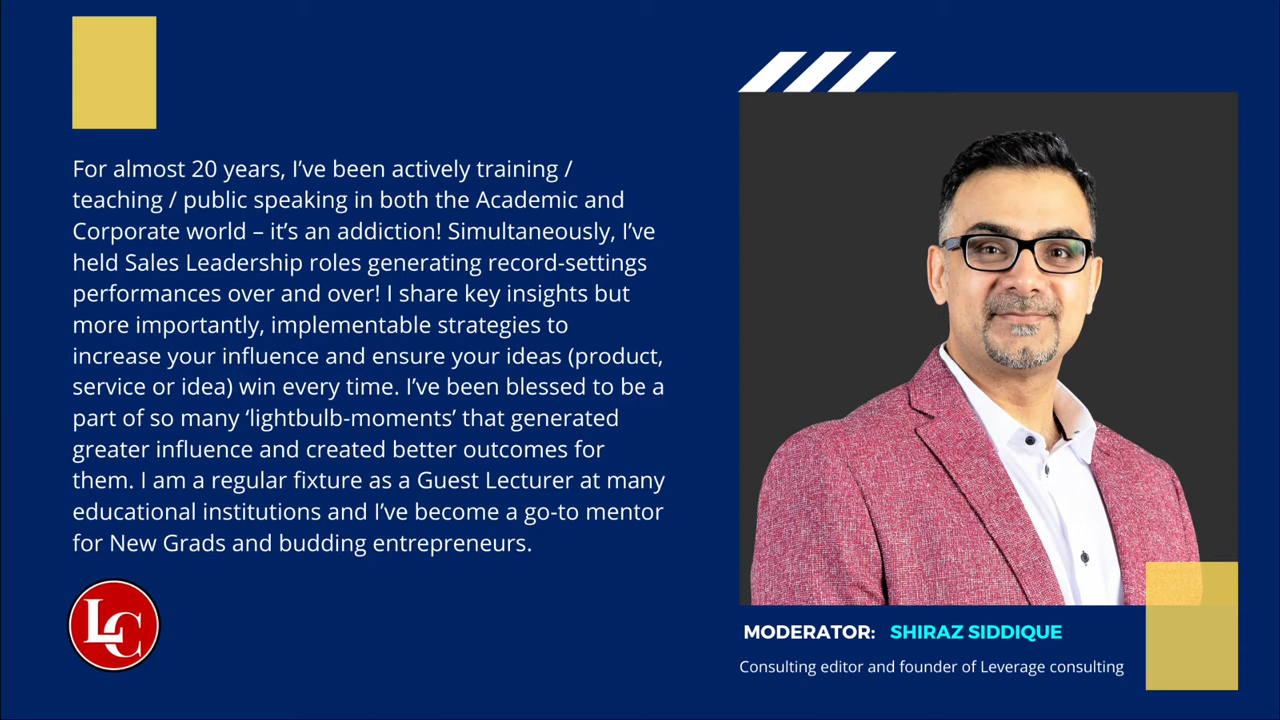 For almost 20 years, I’ve been actively training /
teaching / public speaking in both the Academic and
Corporate world – it’s an addiction! Simultaneously, I’ve
held Sales Leadership roles generating record-settings
performances over and over! I share key insights but
more importantly, implementable strategies to
increase your influence and ensure your ideas (product,
service or idea) win every time. I’ve been blessed to be a
part of so many ‘lightbulb-moments’ that generated
greater influence and created better outcomes for
them. I am a regular fixture as a Guest Lecturer at many
educational institutions and I’ve become a go-to mentor
for New Grads and budding entrepreneurs.
LC
MODERATOR: SHIRAZ SIDDIQUE
Consulting editor and founder of Leverage consulting